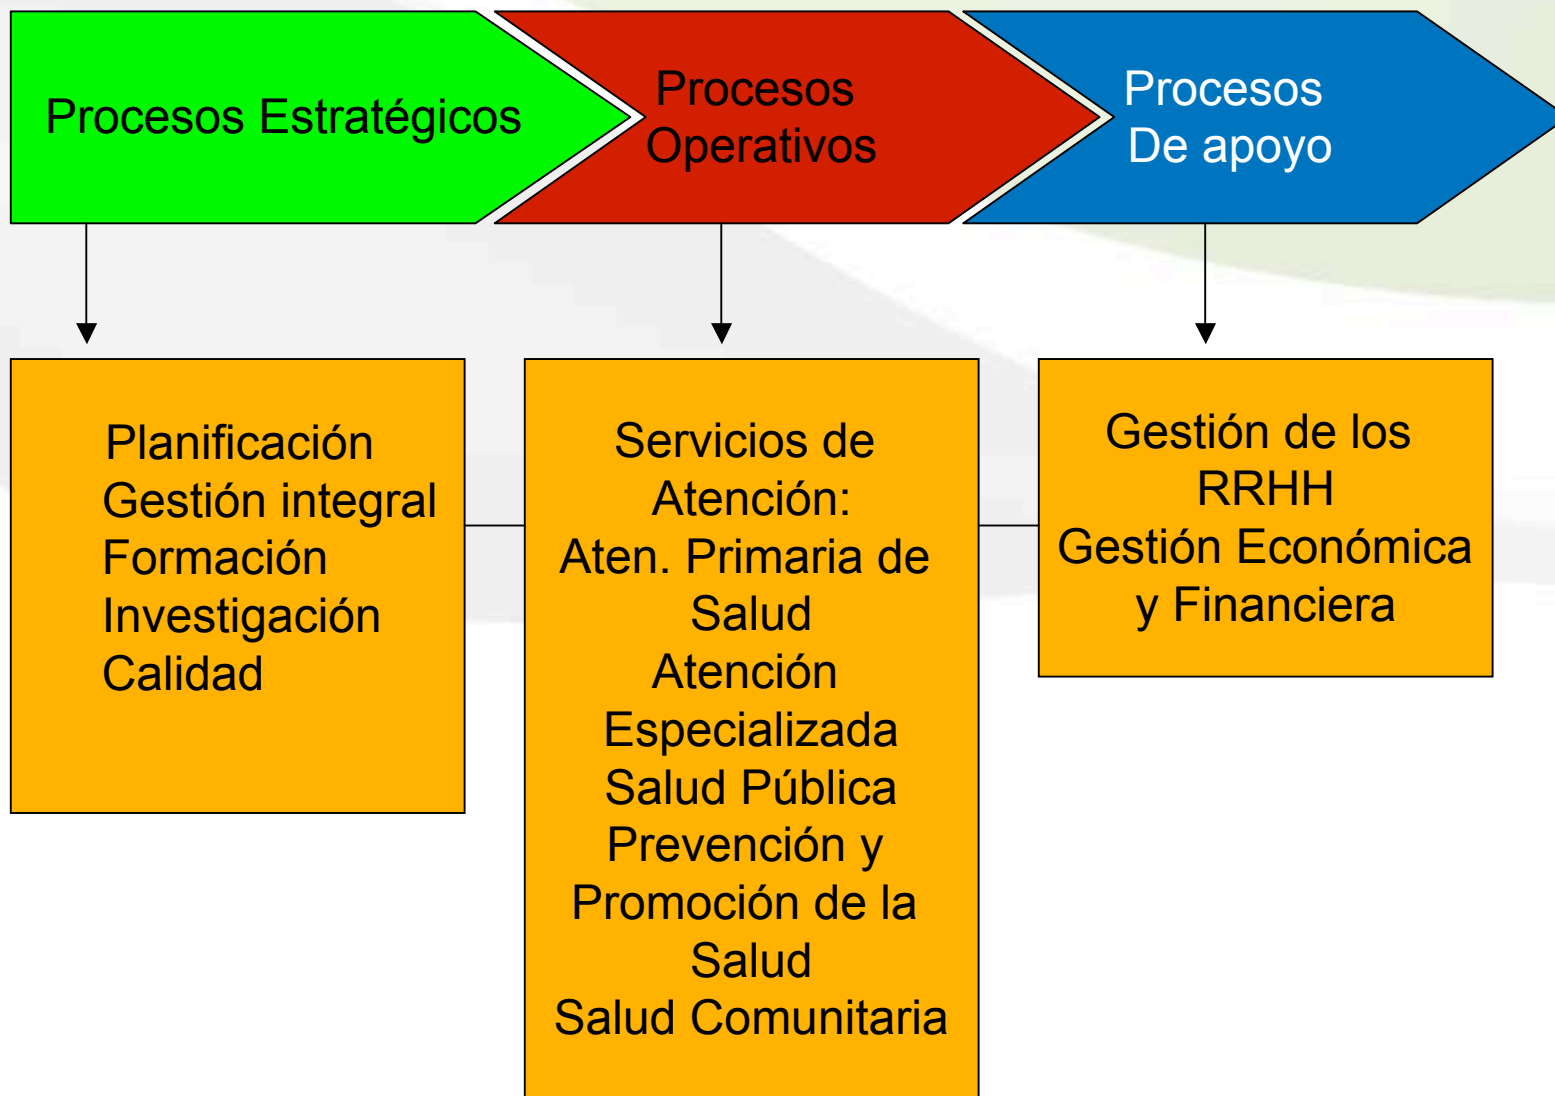 Procesos Estratégicos
Procesos
Operativos
Procesos
De apoyo
Planificación
Gestión integral
Formación
Investigación
Calidad
Servicios de
Atención:
Aten. Primaria de
Salud
Atención
Especializada
Salud Pública
Prevención y
Promoción de la
Salud
Salud Comunitaria
Gestión de los
RRHH
Gestión Económica
y Financiera